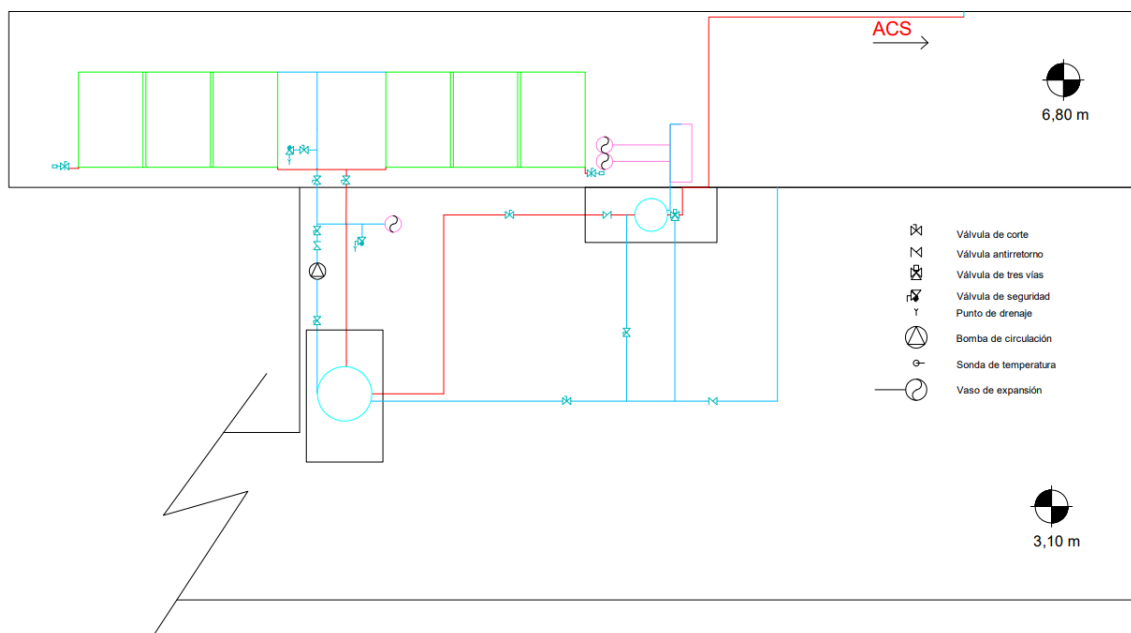 ACS
6,80 m
Válvula de corte
Válvula antirretorno
Válvula de tres vías
Válvula de seguridad
Punto de drenaje
Bomba de circulación
Sonda de temperatura
Vaso de expansión
3,10 m